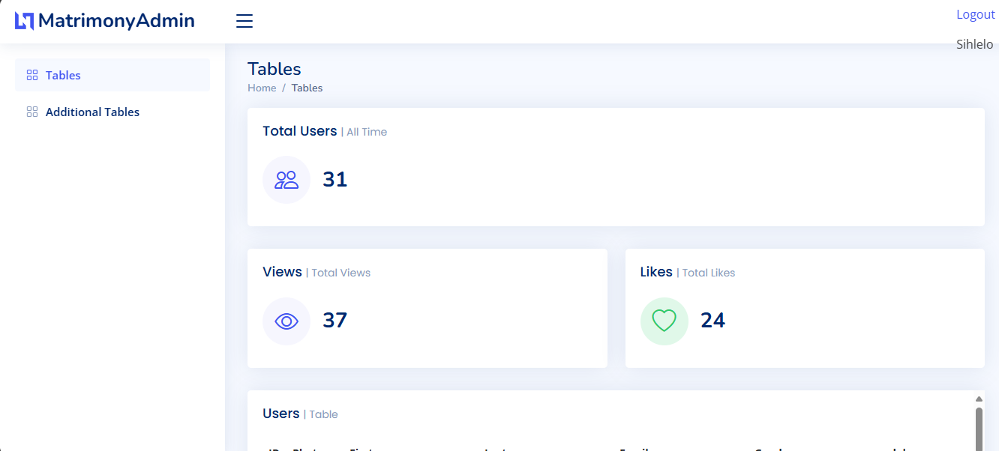 MatrimonyAdmin
Logout
Sihlelo
Tables
Additional Tables
Tables
Home / Tables
Total Users | All Time
31
Views | Total Views
37
Likes | Total Likes
24
Users | Table